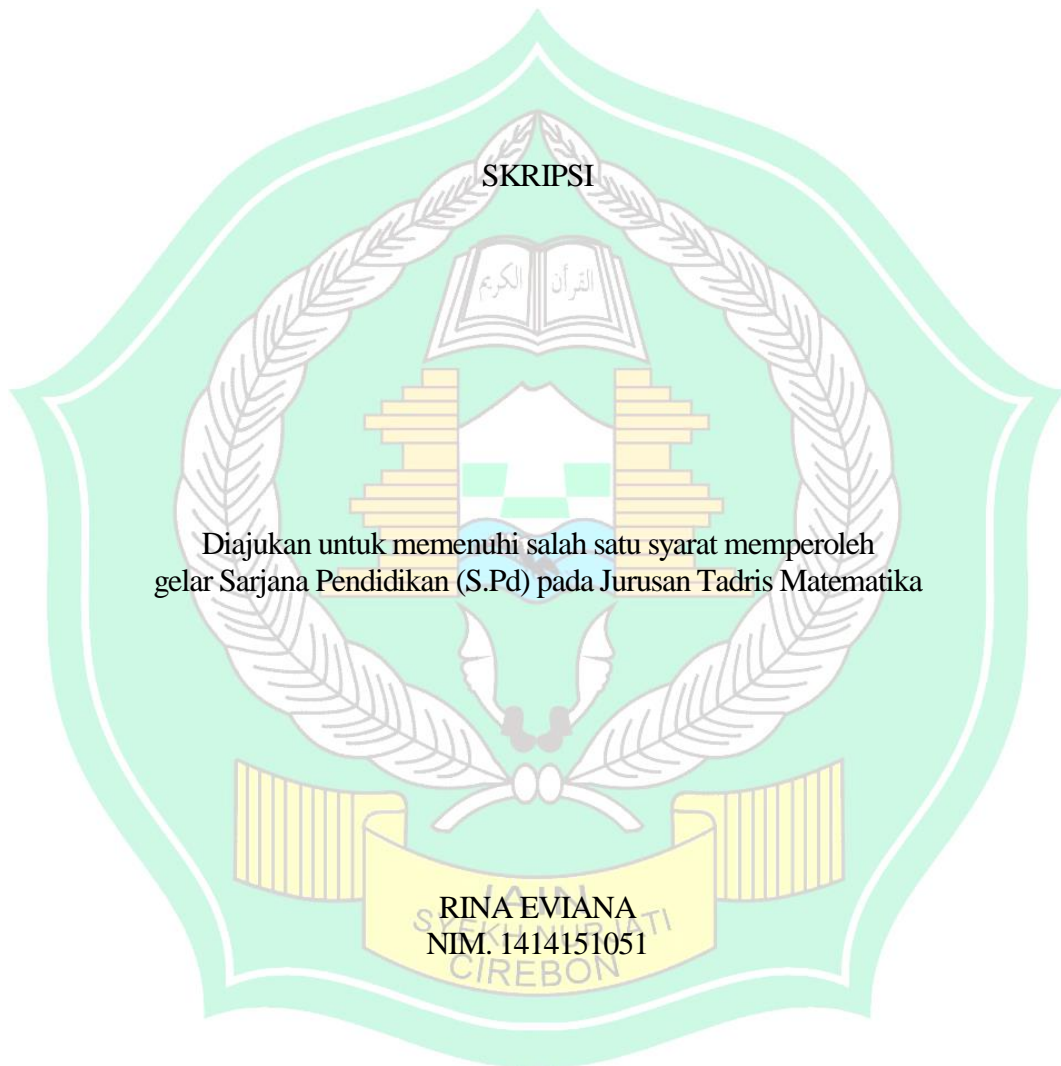 SKRIPSI
القرآن الكريم
Diajukan untuk memenuhi salah satu syarat memperoleh
gelar Sarjana Pendidikan (S.Pd) pada Jurusan Tadris Matematika
IAIN
RINA EVIANA
SYEKH NURJATI
NIM. 1414151051
CIREBON